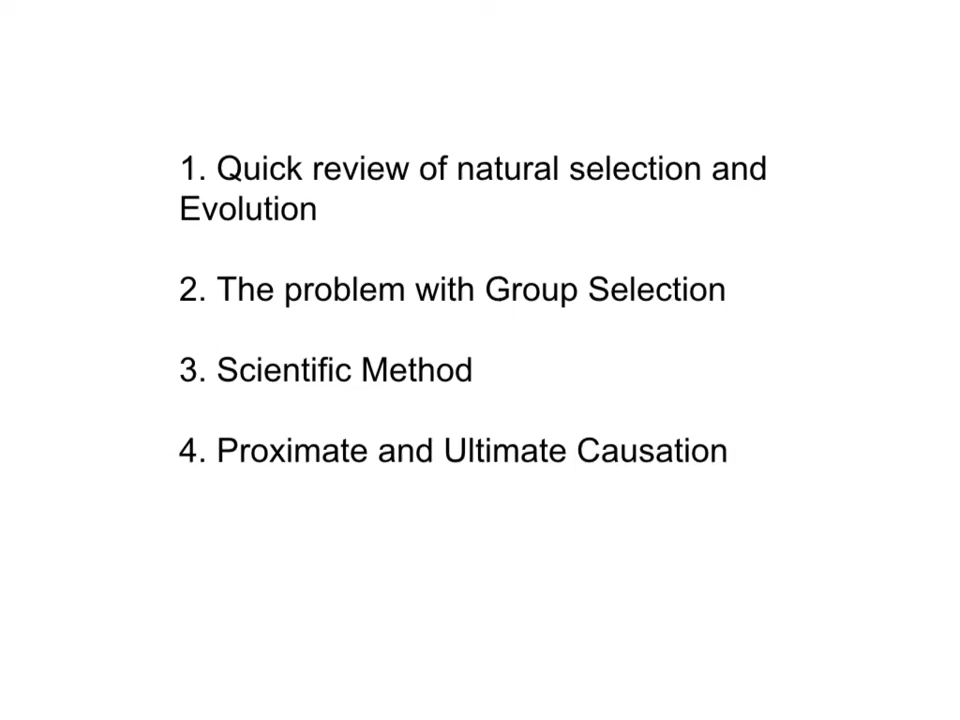 1. Quick review of natural selection and
Evolution
2. The problem with Group Selection
3. Scientific Method
4. Proximate and Ultimate Causation